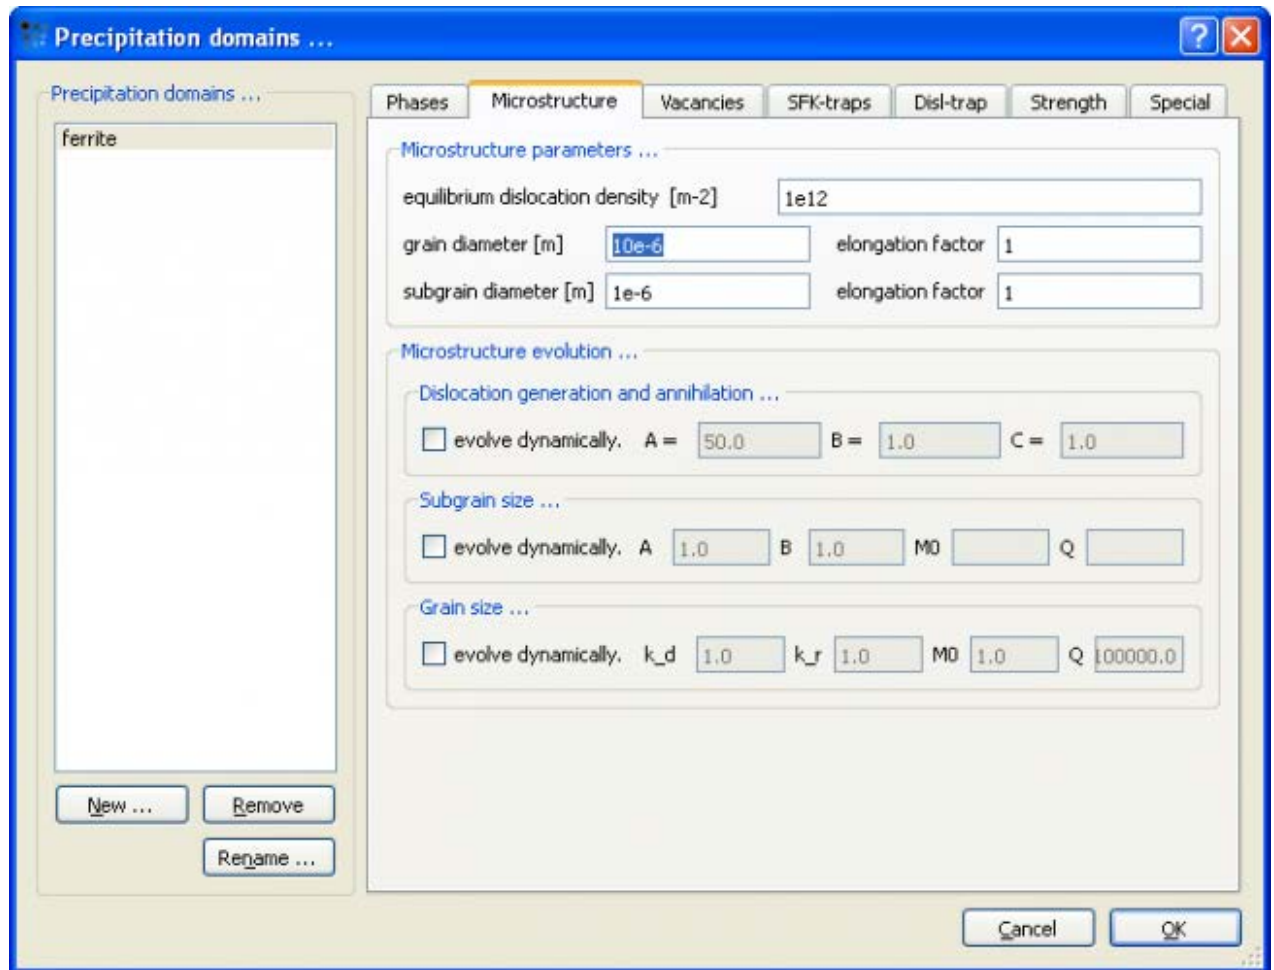 Precipitation domains ...
Precipitation domains ...
ferrite
New ...
Remove
Rename ...
Phases Microstructure Vacancies SFK-traps Disl-trap Strength Special
Microstructure parameters ...
equilibrium dislocation density [m-2] 1e12
grain diameter [m] 10e-6 elongation factor 1
subgrain diameter [m] 1e-6 elongation factor 1
Microstructure evolution ...
Dislocation generation and annihilation ...
evolve dynamically. A = 50.0 B = 1.0 C = 1.0
Subgrain size ...
evolve dynamically. A 1.0 B 1.0 M0 Q
Grain size ...
evolve dynamically. k_d 1.0 k_r 1.0 M0 1.0 Q 100000.0
Cancel OK